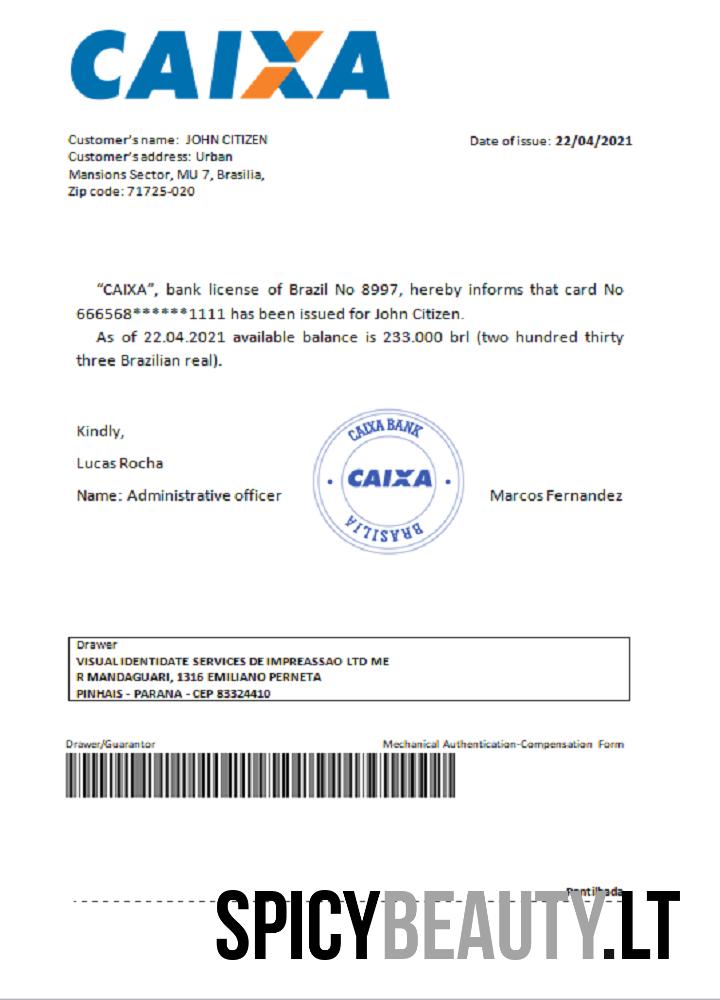 CAIXA
Customer's name: JOHN CITIZEN
Date of issue: 22/04/2021
Customer's address: Urban
Mansions Sector, MU 7, Brasilia,
Zip code: 71725-020
"CAIXA", bank license of Brazil No 8997, hereby informs that card No
666568******1111 has been issued for John Citizen.
As of 22.04.2021 available balance is 233.000 brl (two hundred thirty
three Brazilian real).
Kindly,
Lucas Rocha
Name: Administrative officer
CAIXA BANK
CAIXA
BRASILIA
Marcos Fernandez
Drawer
VISUAL IDENTIDATE SERVICES DE IMPREASSAO LTD ME
R MANDAGUARI, 1316 EMILIANO PERNETA
PINHAIS - PARANA - CEP 83324410
Drawer/Guarantor
Mechanical Authentication-Compensation Form
SPICYBEAUTY.LT